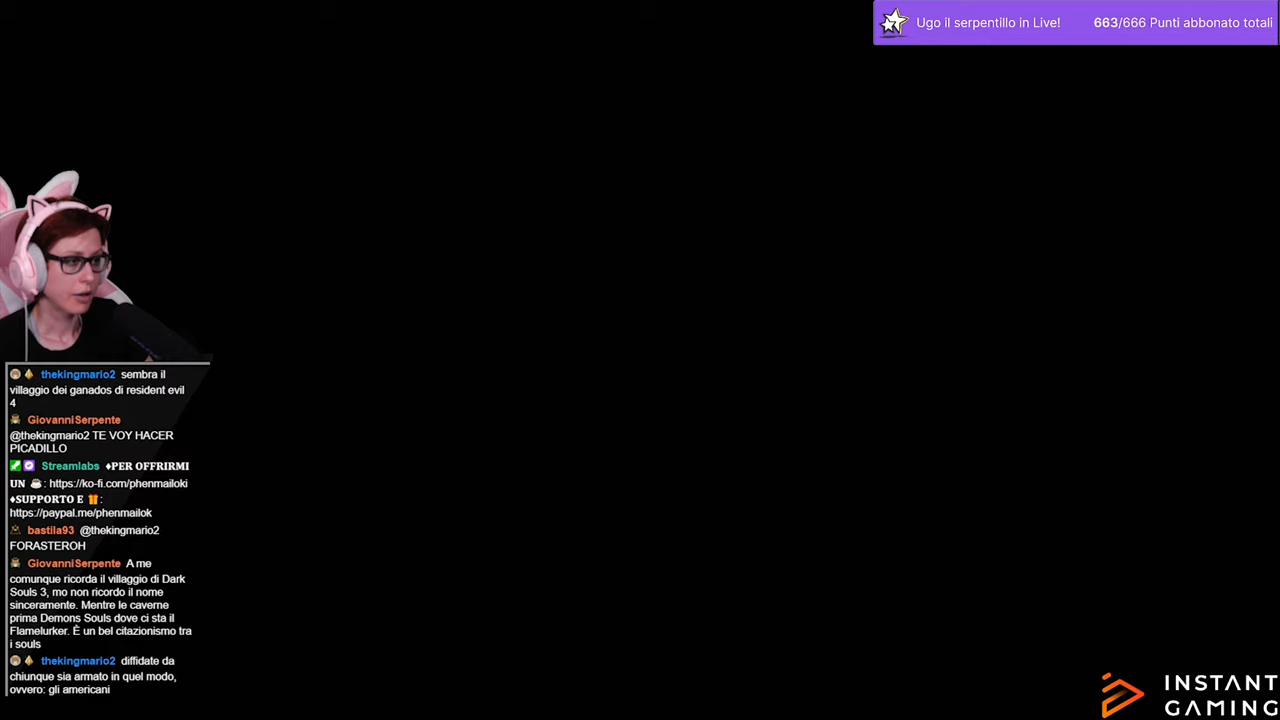 Ugo il serpentillo in Live! 663/666 Punti abbonato totali
thekingmario2 sembra il
villaggio dei ganados di resident evil
4
GiovanniSerpente
@thekingmario2 TE VOY HACER
PICADILLO
Streamlabs ♦PER OFFRIRMI
UN ☕: https://ko-fi.com/phenmailoki
♦SUPPORTO E 🎁:
https://paypal.me/phenmailok
bastila93 @thekingmario2
FORASTEROH
GiovanniSerpente A me
comunque ricorda il villaggio di Dark
Souls 3, mo non ricordo il nome
sinceramente. Mentre le caverne
prima Demons Souls dove ci sta il
Flamelurker. È un bel citazionismo tra
i souls
thekingmario2 diffidate da
chiunque sia armato in quel modo,
ovvero: gli americani
INSTANT
GAMING